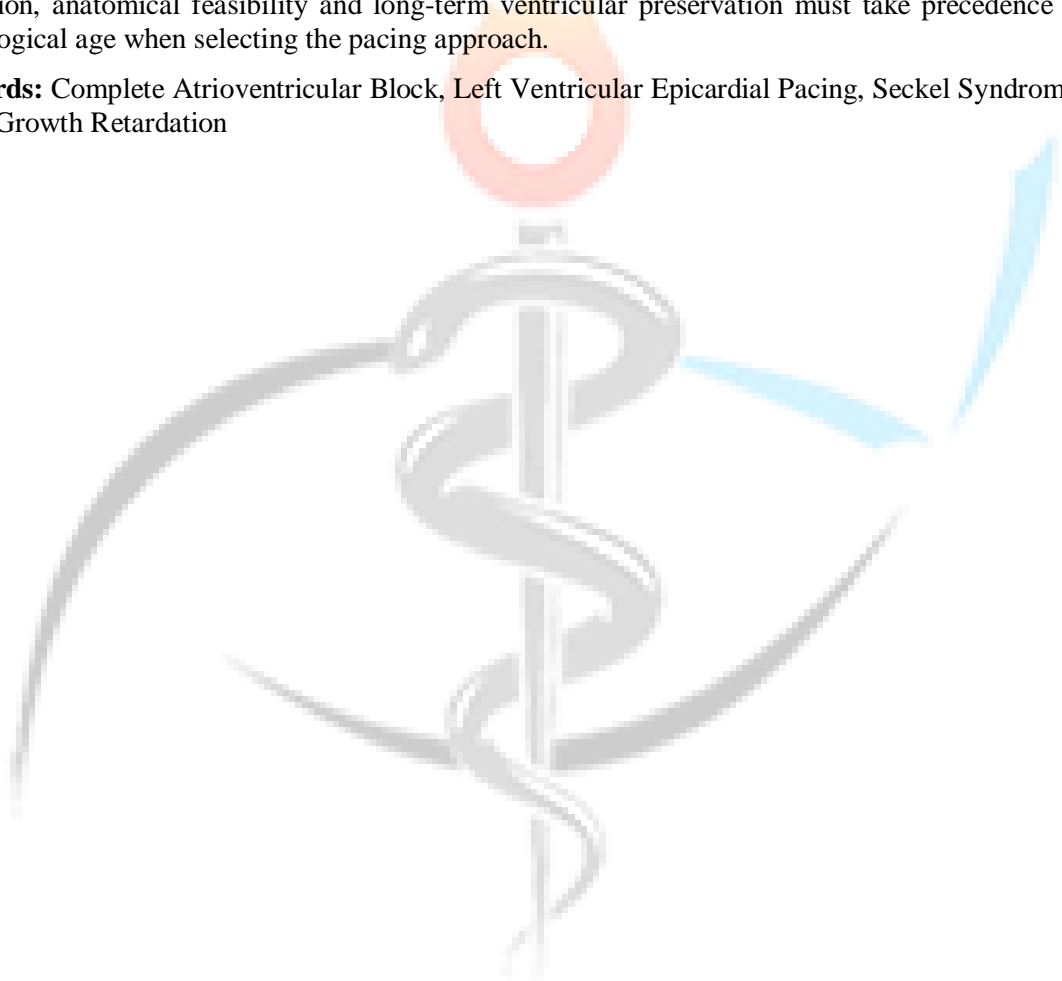 ion, anatomical feasibility and long-term ventricular preservation must take precedence
ogical age when selecting the pacing approach.
rds: Complete Atrioventricular Block, Left Ventricular Epicardial Pacing, Seckel Syndrom
Growth Retardation